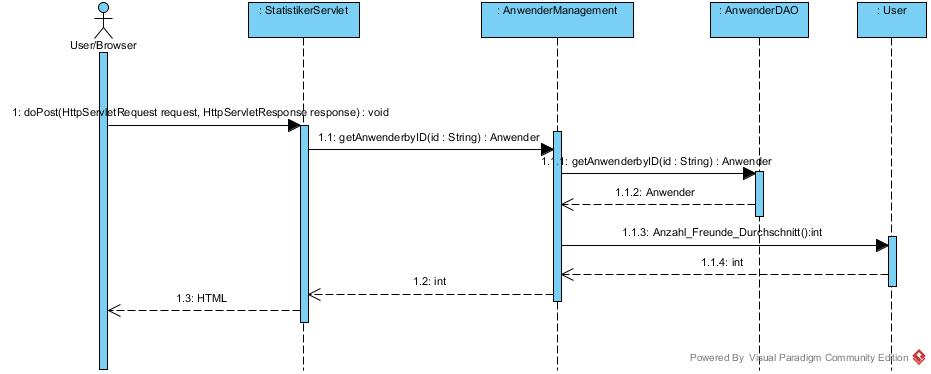 : StatistikerServlet
: AnwenderManagement
: AnwenderDAO
: User
User/Browser
1: doPost(HttpServletRequest request, HttpServletResponse response) : void
1.1: getAnwenderbyID(id : String) : Anwender
1.1.1: getAnwenderbyID(id : String) : Anwender
1.1.2: Anwender
1.1.3: Anzahl_Freunde_Durchschnitt():int
1.1.4: int
1.2: int
1.3: HTML
Powered By Visual Paradigm Community Edition